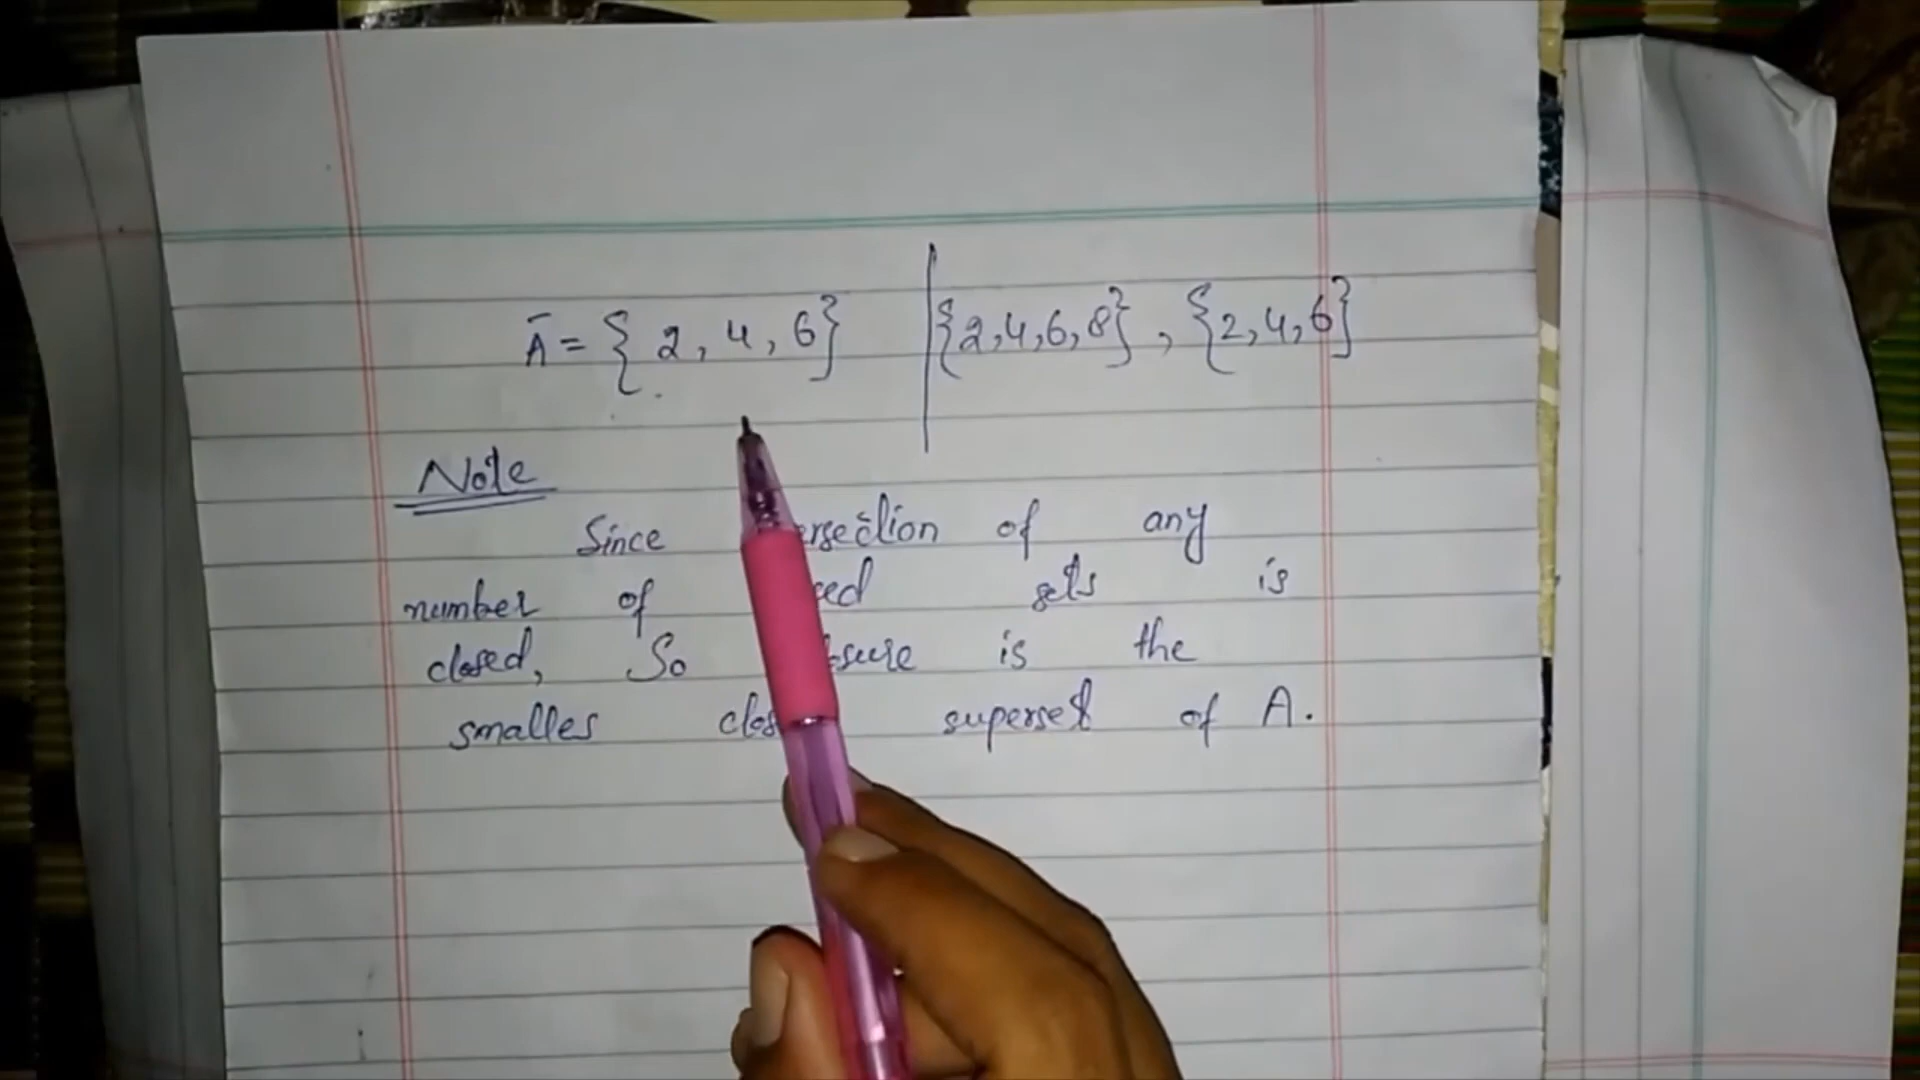 Ā = { 2, 4, 6} | {2,4,6,8}, {2,4,6}
Note
Since of any
number of sets is
closed, So is the
smalles superset of A.